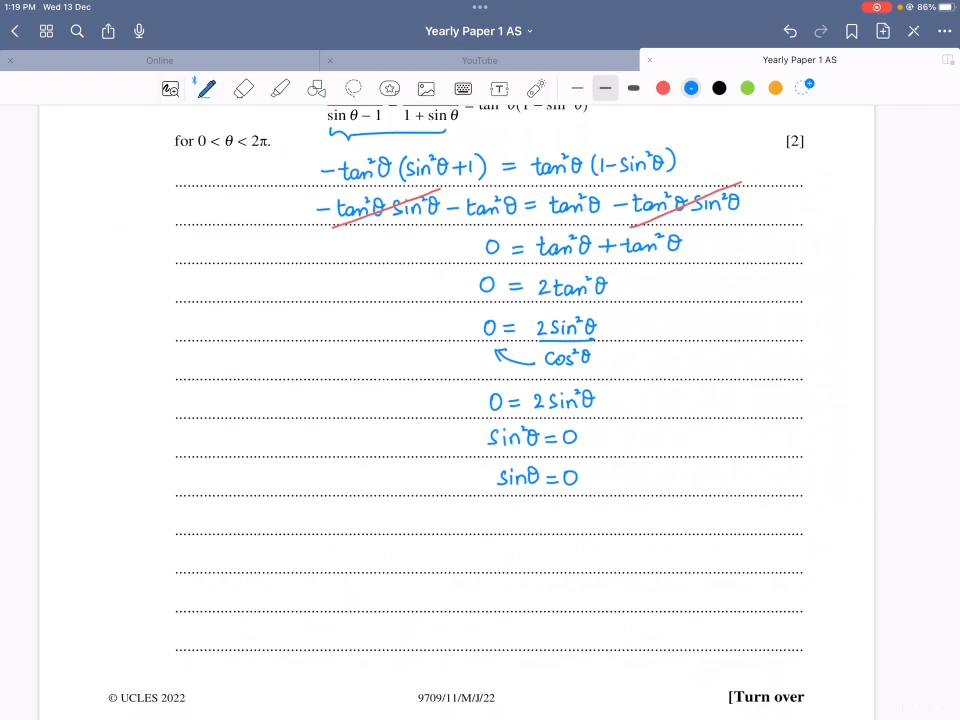 1:19 PM Wed 13 Dec
86%
Yearly Paper 1 AS
Online YouTube Yearly Paper 1 AS
sin θ − 1 1 + sin θ = tan² θ(1 − sin² θ)
for 0 < θ < 2π. [2]
−tan²θ (sin²θ + 1) = tan²θ (1 − sin²θ)
− tan²θ sin²θ − tan²θ = tan²θ − tan²θ sin²θ
0 = tan²θ + tan²θ
0 = 2tan²θ
0 = 2sin²θ
cos²θ
0 = 2sin²θ
sin²θ = 0
sinθ = 0
© UCLES 2022 9709/11/M/J/22 [Turn over